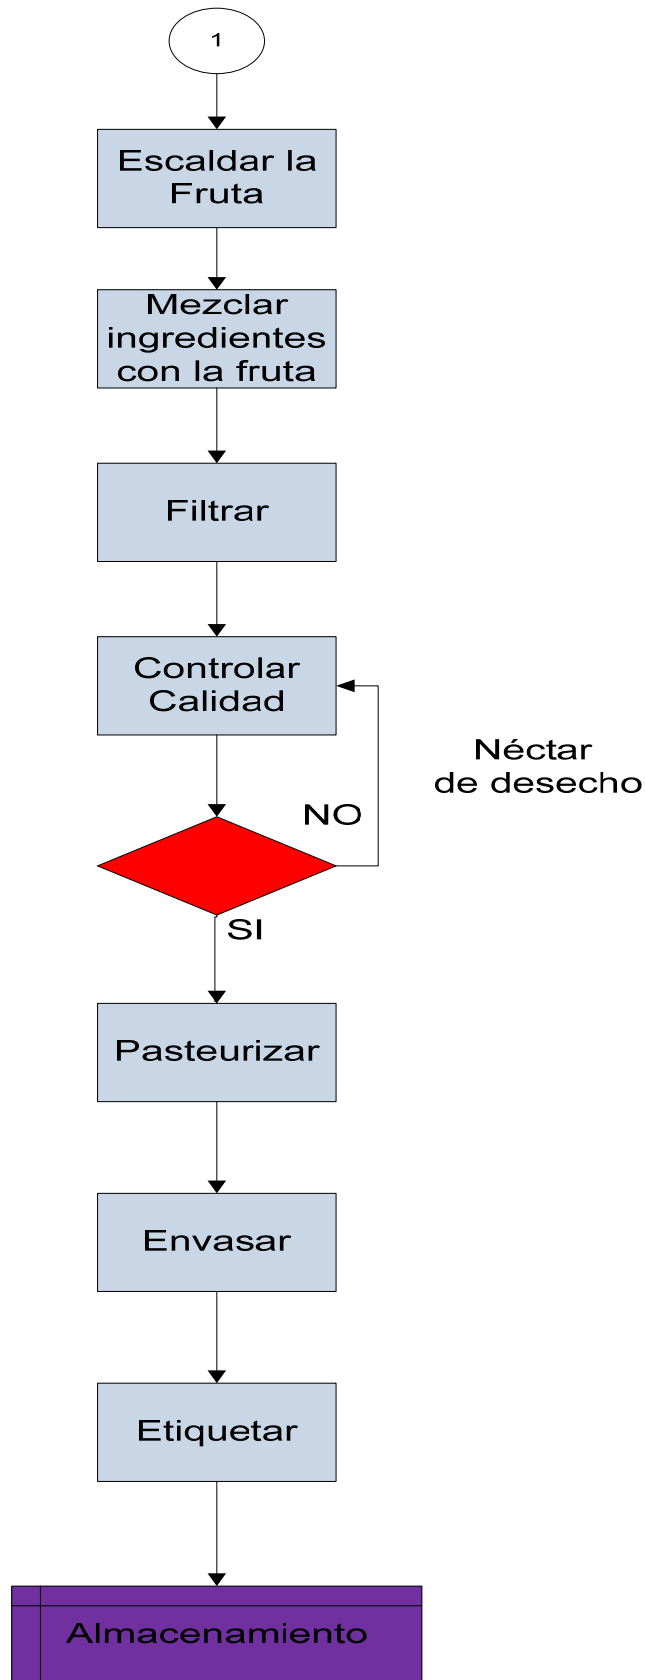 1
Escaldar la
Fruta
Mezclar
ingredientes
con la fruta
Filtrar
Controlar
Calidad
Néctar
de desecho
NO
SI
Pasteurizar
Envasar
Etiquetar
Almacenamiento